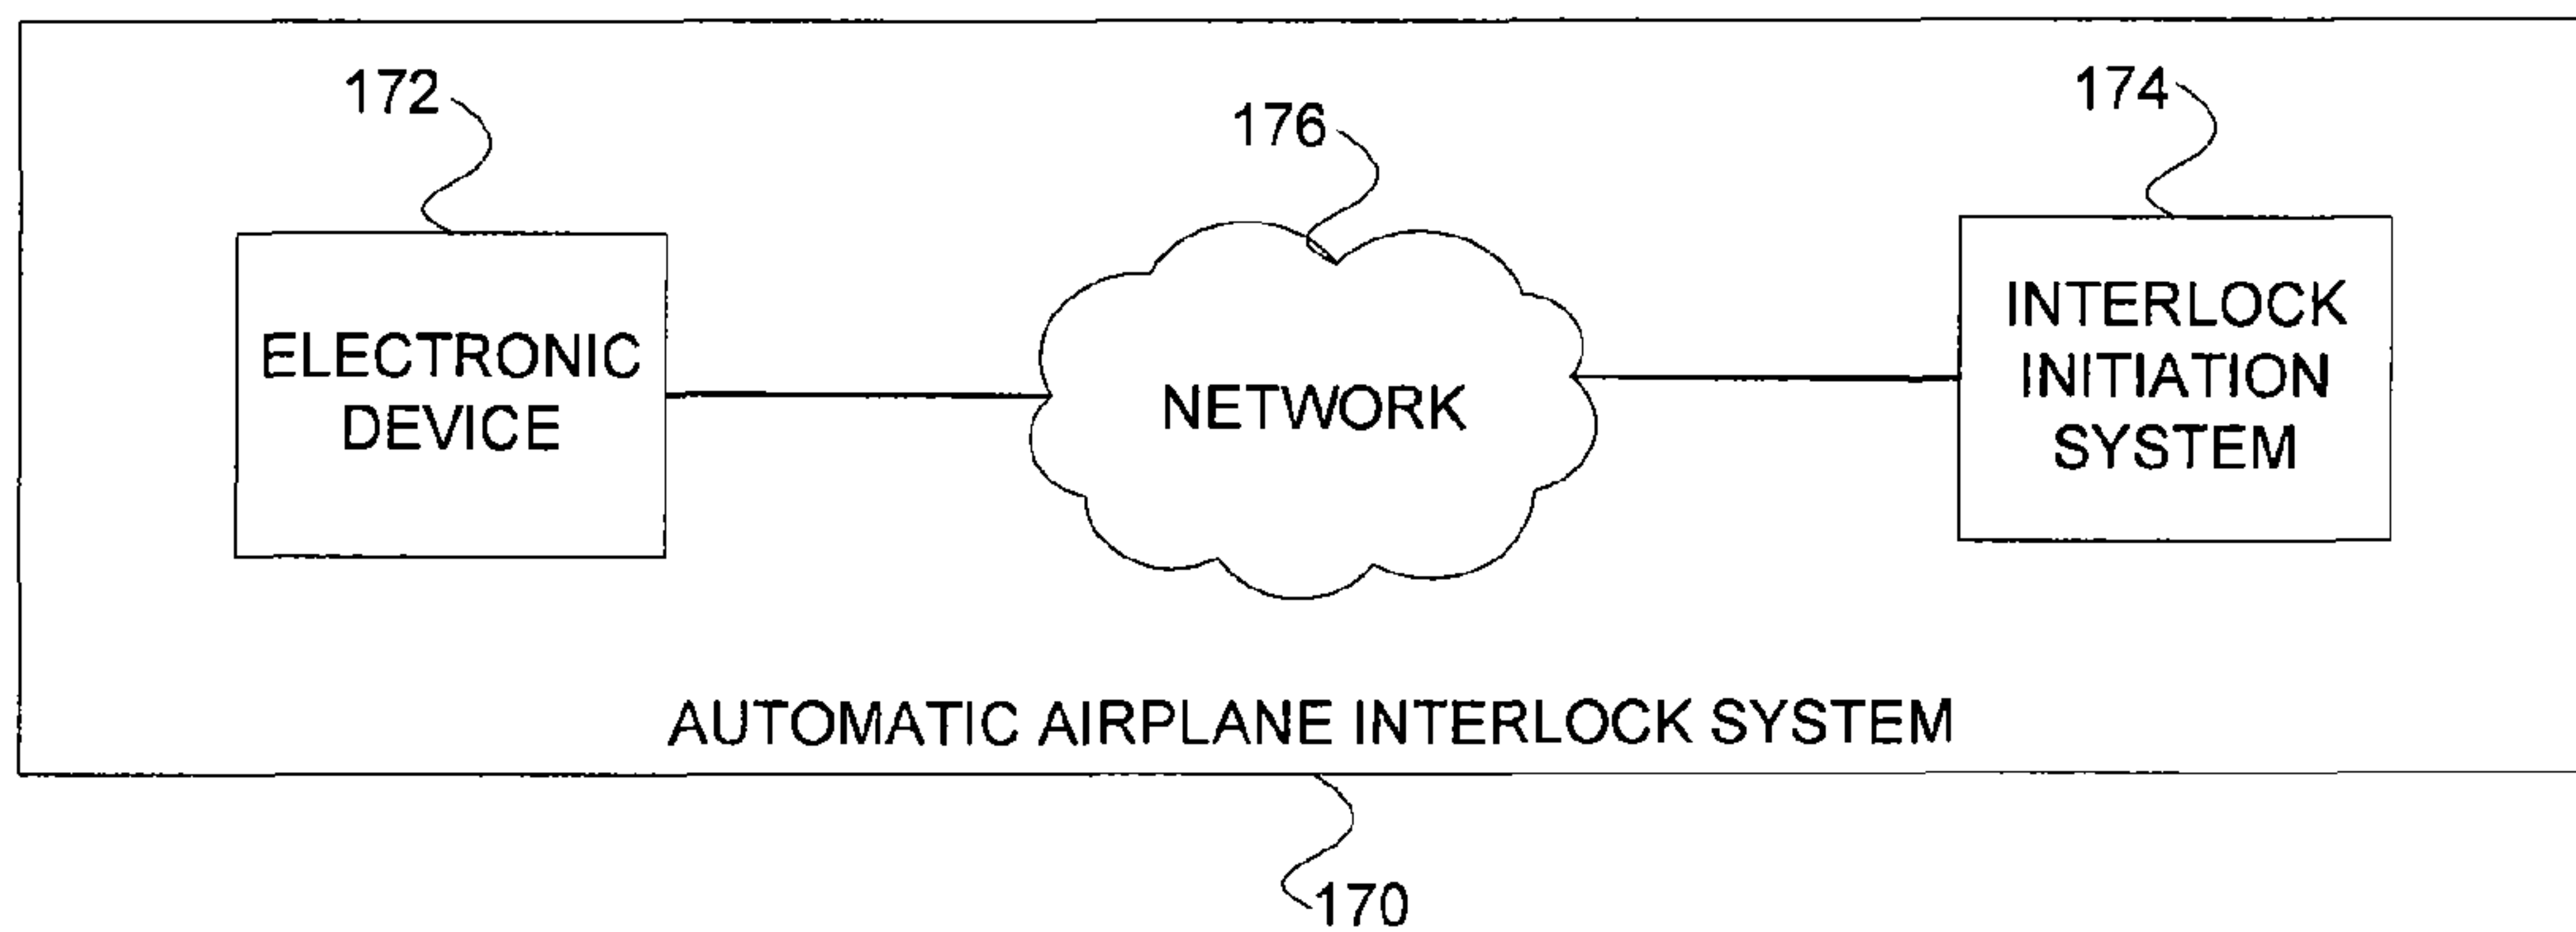 172
176
174
ELECTRONIC
DEVICE
NETWORK
INTERLOCK
INITIATION
SYSTEM
AUTOMATIC AIRPLANE INTERLOCK SYSTEM
170